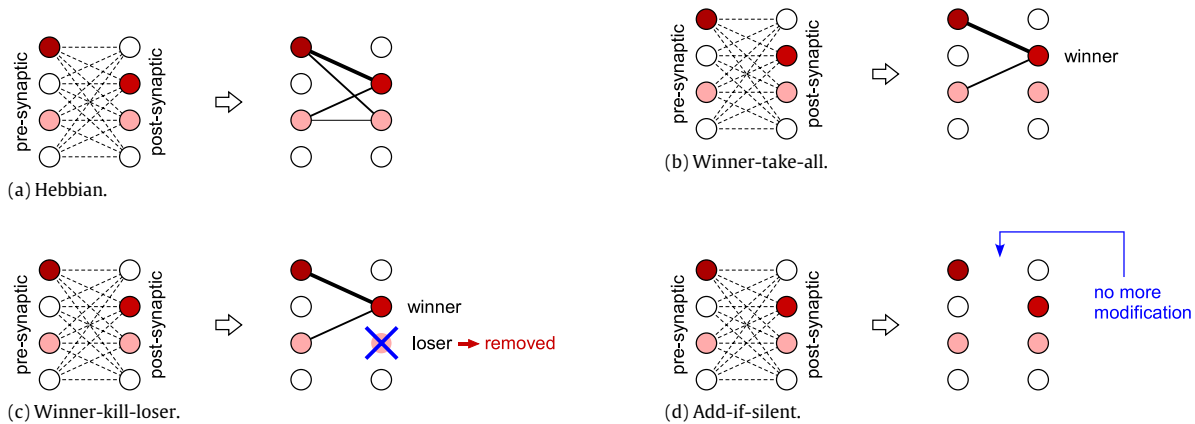 pre-synaptic
post-synaptic
(a) Hebbian.
pre-synaptic
post-synaptic
winner
(b) Winner-take-all.
pre-synaptic
post-synaptic
winner
loser
removed
(c) Winner-kill-loser.
pre-synaptic
post-synaptic
no more
modification
(d) Add-if-silent.